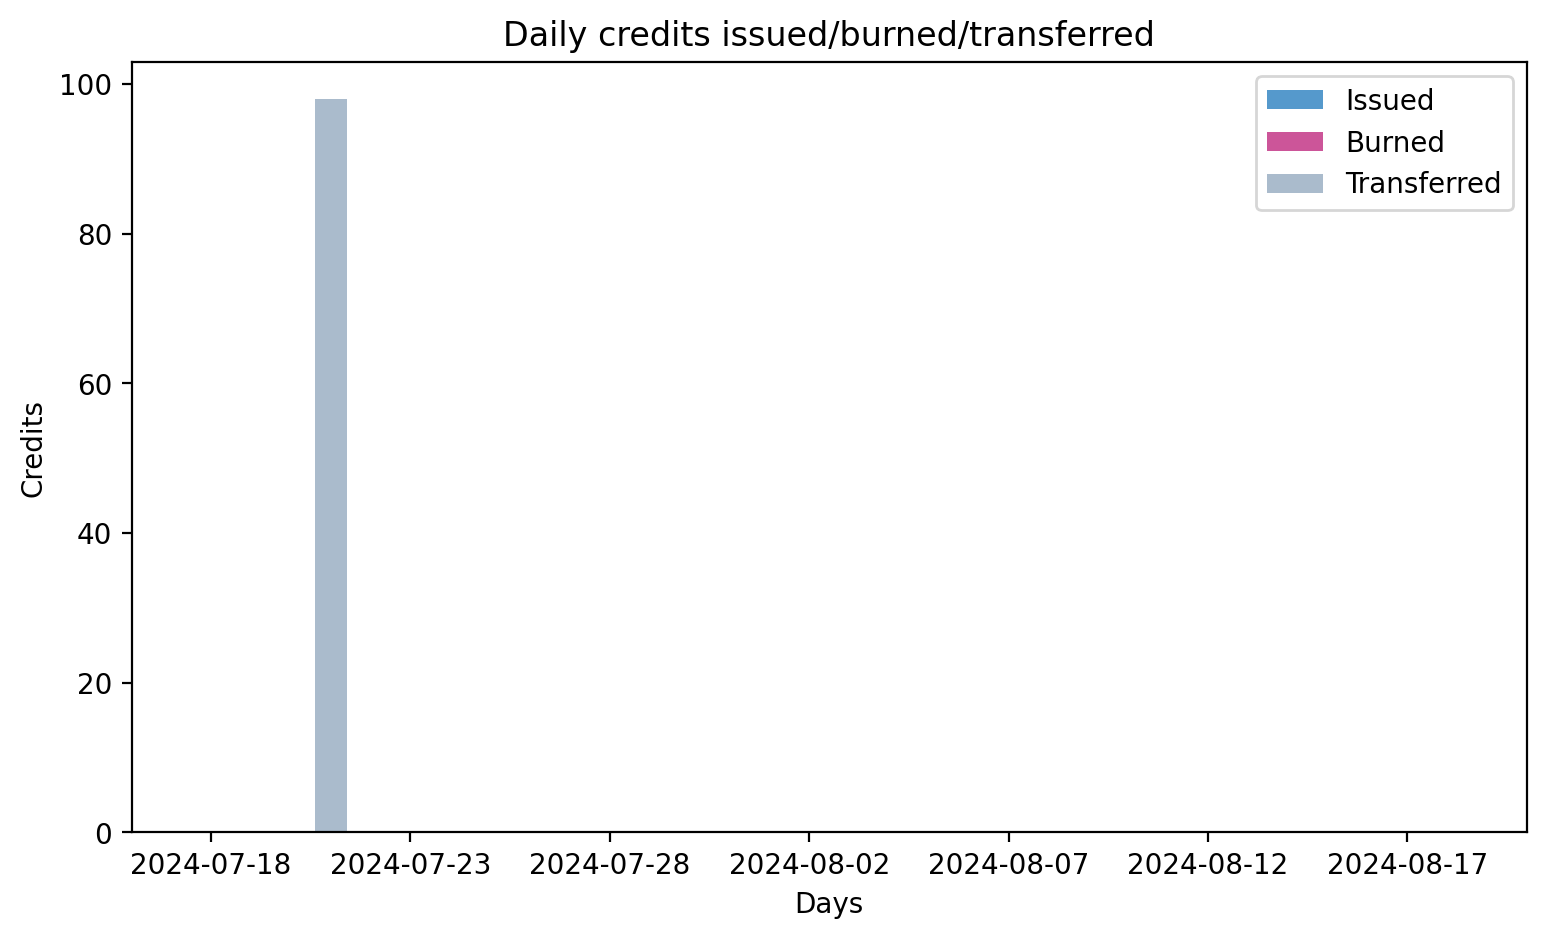 Daily credits issued/burned/transferred
Issued
Burned
Transferred
Credits
100
80
60
40
20
0
2024-07-18 2024-07-23 2024-07-28 2024-08-02 2024-08-07 2024-08-12 2024-08-17
Days